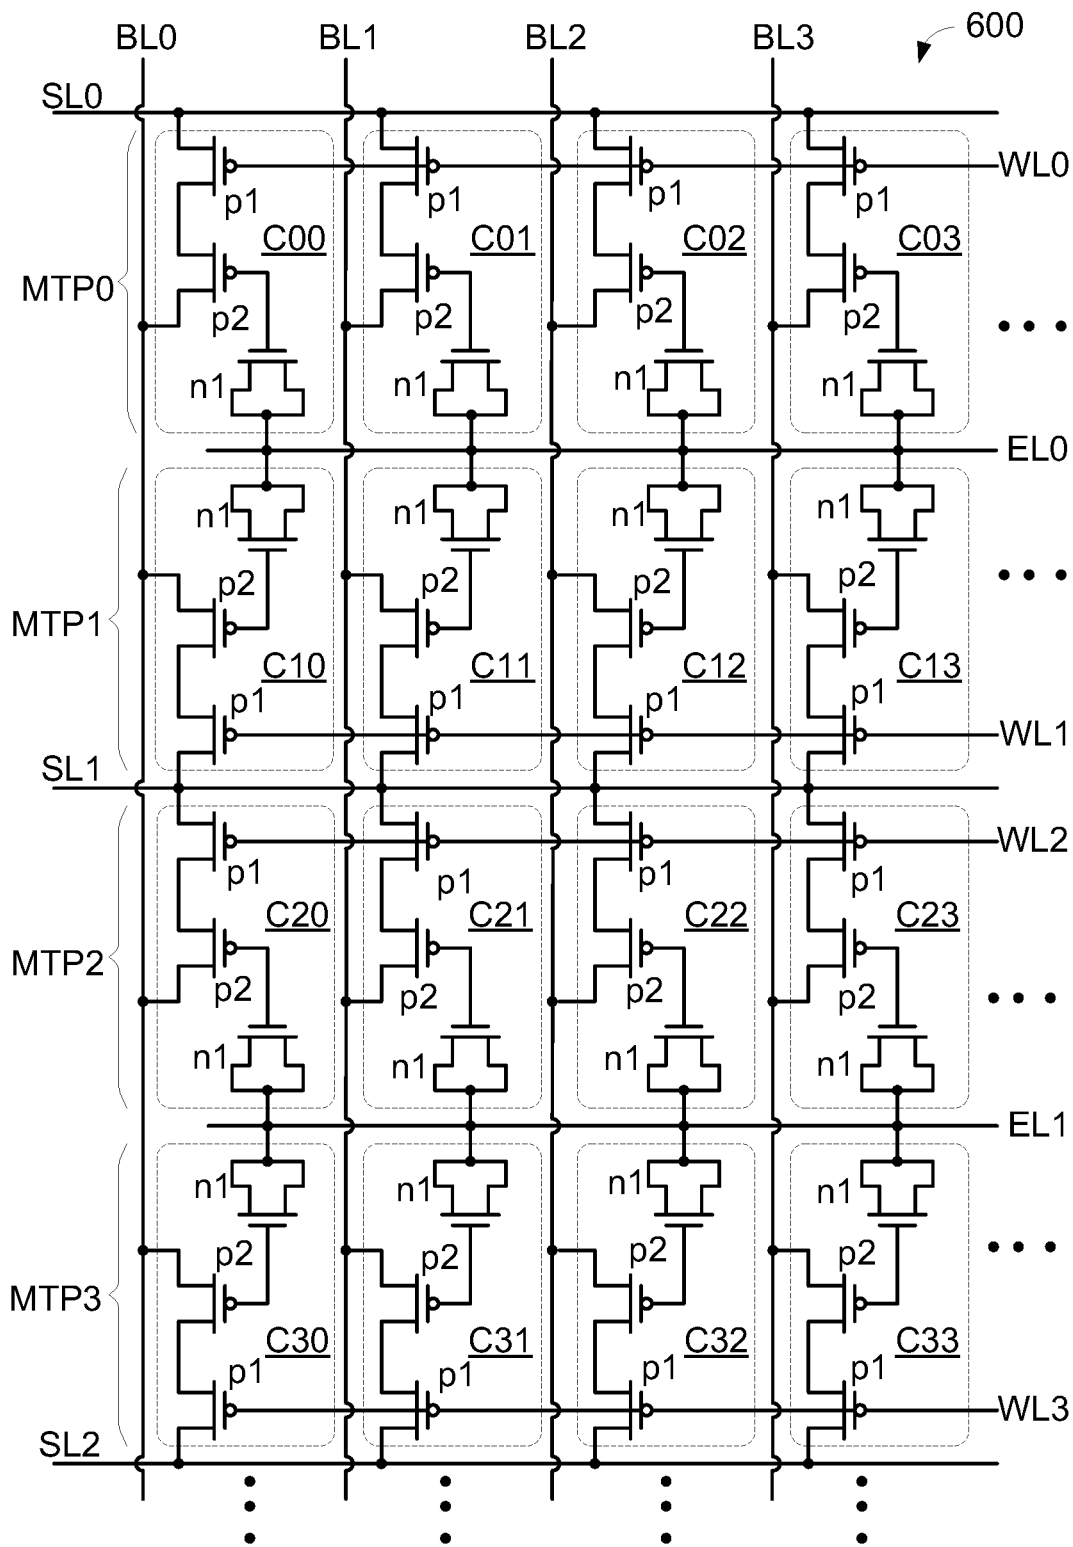 600
BL0 BL1 BL2 BL3
SL0
WL0
p1 p1 p1 p1
C00 C01 C02 C03
MTP0
p2 p2 p2 p2
n1 n1 n1 n1
EL0
n1 n1 n1 n1
p2 p2 p2 p2
MTP1
C10 C11 C12 C13
p1 p1 p1 p1
WL1
SL1
WL2
p1 p1 p1 p1
C20 C21 C22 C23
MTP2
p2 p2 p2 p2
n1 n1 n1 n1
EL1
n1 n1 n1 n1
p2 p2 p2 p2
MTP3
C30 C31 C32 C33
p1 p1 p1 p1
WL3
SL2